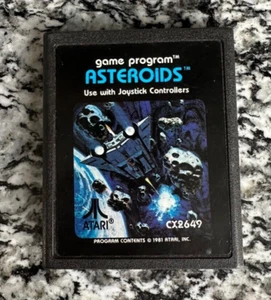 game program™
ASTEROIDS™
Use with Joystick Controllers
ATARI®
CX2649
PROGRAM CONTENTS © 1981 ATARI, INC.